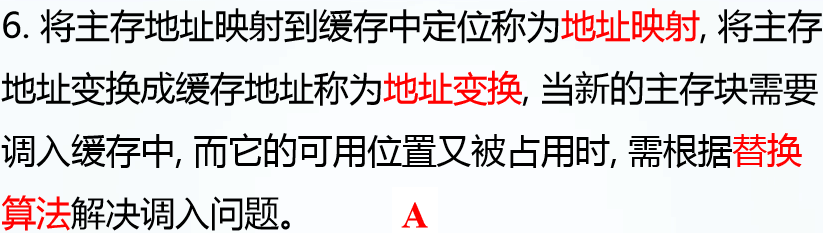 6. 将主存地址映射到缓存中定位称为地址映射, 将主存
地址变换成缓存地址称为地址变换, 当新的主存块需要
调入缓存中, 而它的可用位置又被占用时, 需根据替换
算法解决调入问题。 A